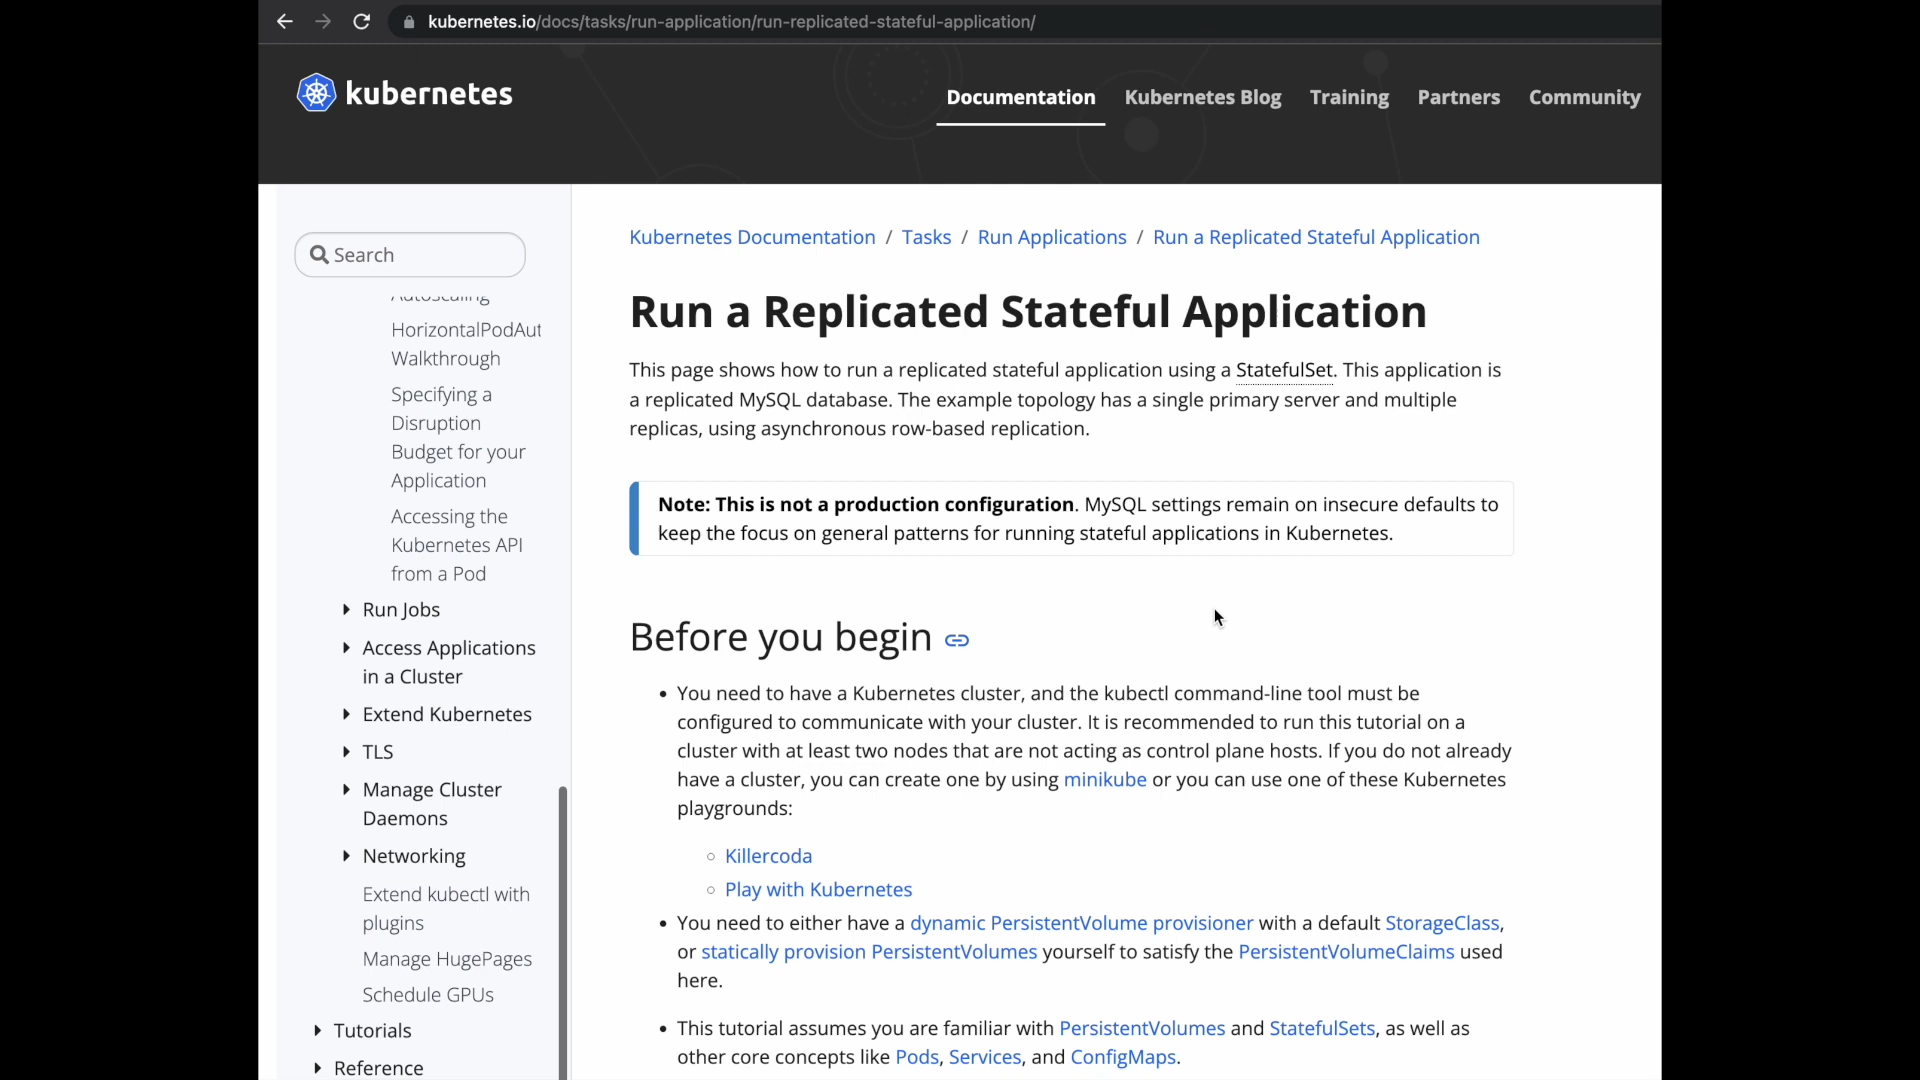 kubernetes.io/docs/tasks/run-application/run-replicated-stateful-application/
kubernetes
Documentation
Kubernetes Blog
Training
Partners
Community
Search
Autoscaling
HorizontalPodAut
Walkthrough
Specifying a
Disruption
Budget for your
Application
Accessing the
Kubernetes API
from a Pod
Run Jobs
Access Applications
in a Cluster
Extend Kubernetes
TLS
Manage Cluster
Daemons
Networking
Extend kubectl with
plugins
Manage HugePages
Schedule GPUs
Tutorials
Reference
Kubernetes Documentation / Tasks / Run Applications / Run a Replicated Stateful Application
Run a Replicated Stateful Application
This page shows how to run a replicated stateful application using a StatefulSet. This application is
a replicated MySQL database. The example topology has a single primary server and multiple
replicas, using asynchronous row-based replication.
Note: This is not a production configuration. MySQL settings remain on insecure defaults to
keep the focus on general patterns for running stateful applications in Kubernetes.
Before you begin
• You need to have a Kubernetes cluster, and the kubectl command-line tool must be
configured to communicate with your cluster. It is recommended to run this tutorial on a
cluster with at least two nodes that are not acting as control plane hosts. If you do not already
have a cluster, you can create one by using minikube or you can use one of these Kubernetes
playgrounds:
◦ Killercoda
◦ Play with Kubernetes
• You need to either have a dynamic PersistentVolume provisioner with a default StorageClass,
or statically provision PersistentVolumes yourself to satisfy the PersistentVolumeClaims used
here.
• This tutorial assumes you are familiar with PersistentVolumes and StatefulSets, as well as
other core concepts like Pods, Services, and ConfigMaps.